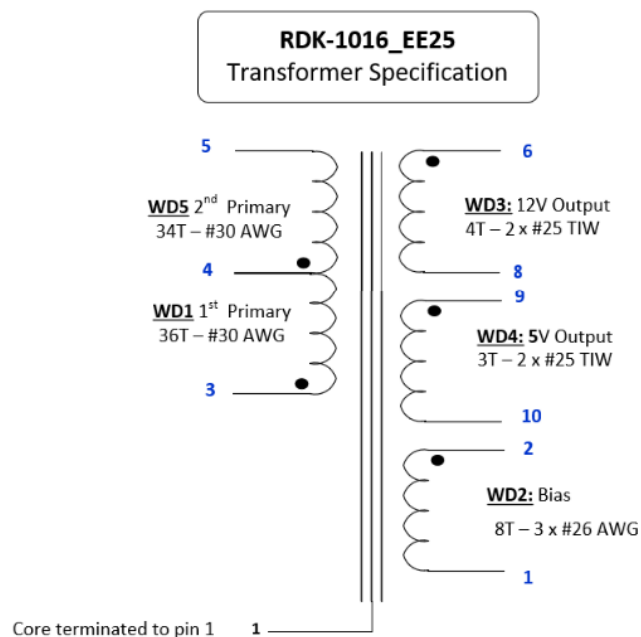 RDK-1016_EE25
Transformer Specification
5
6
WD5 2nd Primary
34T – #30 AWG
WD3: 12V Output
4T – 2 x #25 TIW
4
8
9
WD1 1st Primary
36T – #30 AWG
WD4: 5V Output
3T – 2 x #25 TIW
3
10
2
WD2: Bias
8T – 3 x #26 AWG
1
Core terminated to pin 1 1